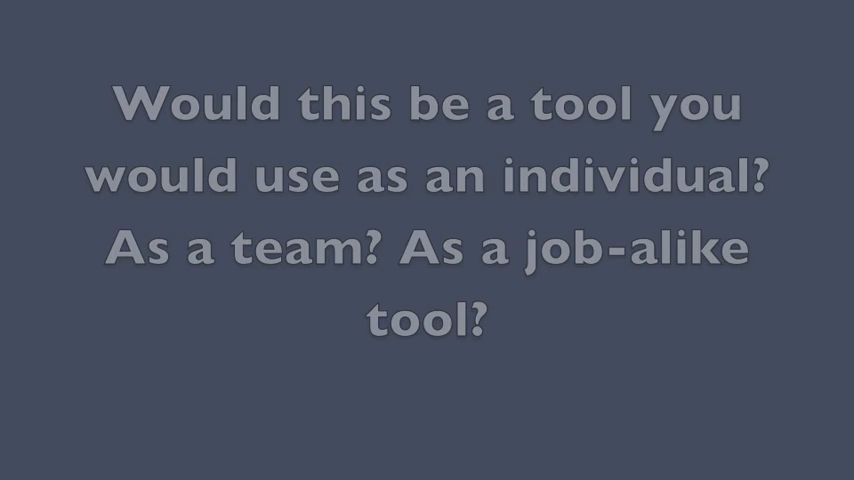 Would this be a tool you
would use as an individual?
As a team? As a job-alike
tool?